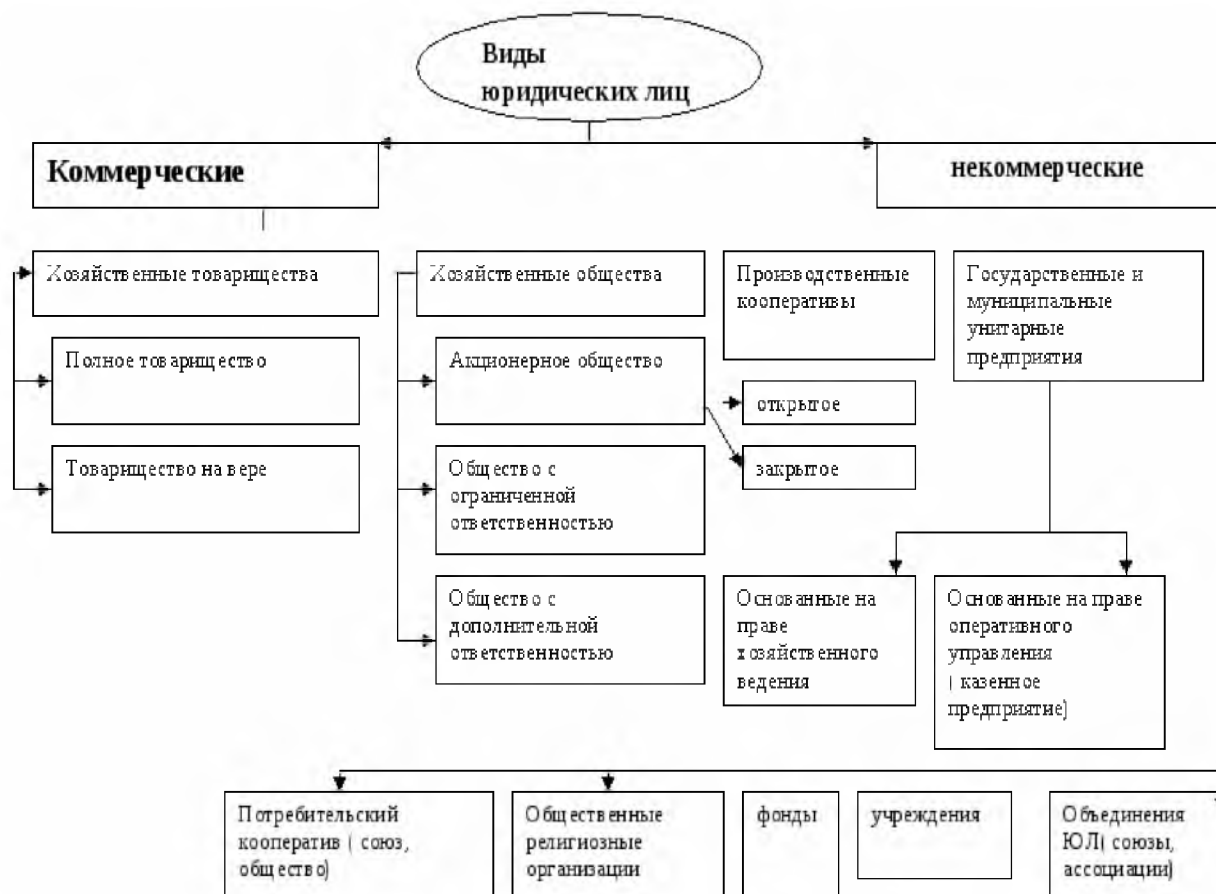 Виды
юридических лиц
Коммерческие
некоммерческие
Хозяйственные товарищества
Хозяйственные общества
Производственные
кооперативы
Государственные и
муниципальные
унитарные
предприятия
Полное товарищество
Акционерное общество
открытое
закрытое
Товарищество на вере
Общество с
ограниченной
ответственностью
Общество с
дополнительной
ответственностью
Основанные на
праве
хозяйственного
ведения
Основанные на праве
оперативного
управления
( казенное
предприятие)
Потребительский
кооператив ( союз,
общество)
Общественные
религиозные
организации
фонды
учреждения
Объединения
ЮЛ( союзы,
ассоциации)